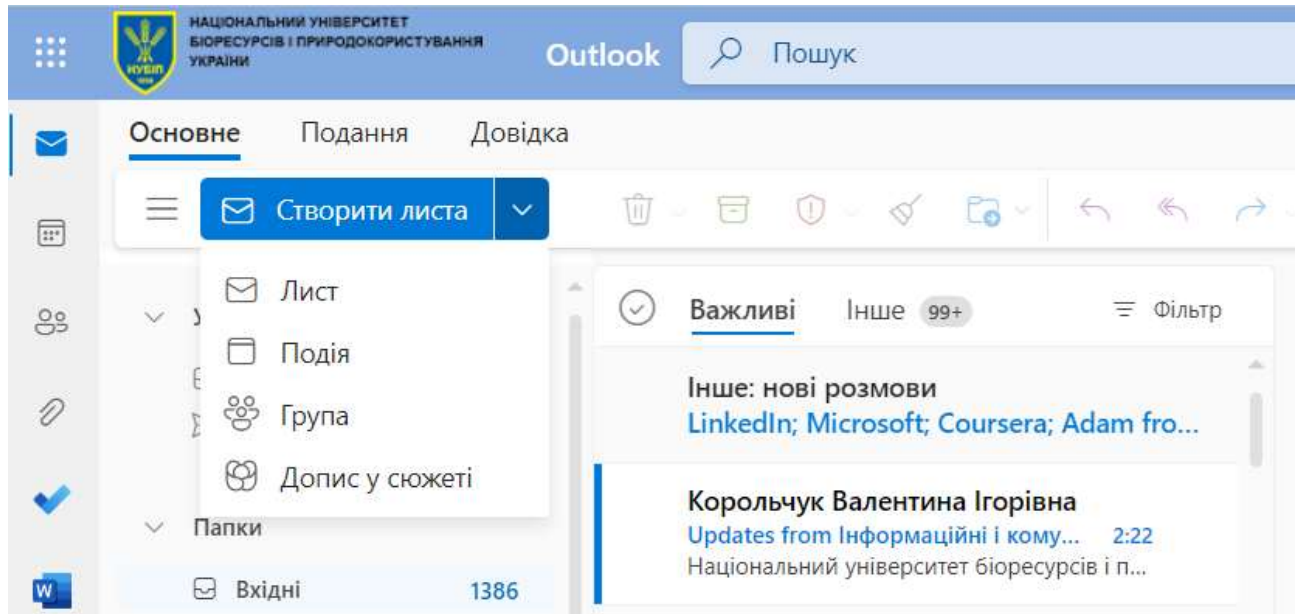 НАЦІОНАЛЬНИЙ УНІВЕРСИТЕТ
БІОРЕСУРСІВ І ПРИРОДОКОРИСТУВАННЯ
УКРАЇНИ
НУБІП
Outlook
Пошук
Основне Подання Довідка
Створити листа
Лист
Подія
Група
Допис у сюжеті
Папки
Вхідні 1386
Важливі Інше 99+ Фільтр
Інше: нові розмови
LinkedIn; Microsoft; Coursera; Adam fro...
Корольчук Валентина Ігорівна
Updates from Інформаційні і кому... 2:22
Національний університет біоресурсів і п...
W